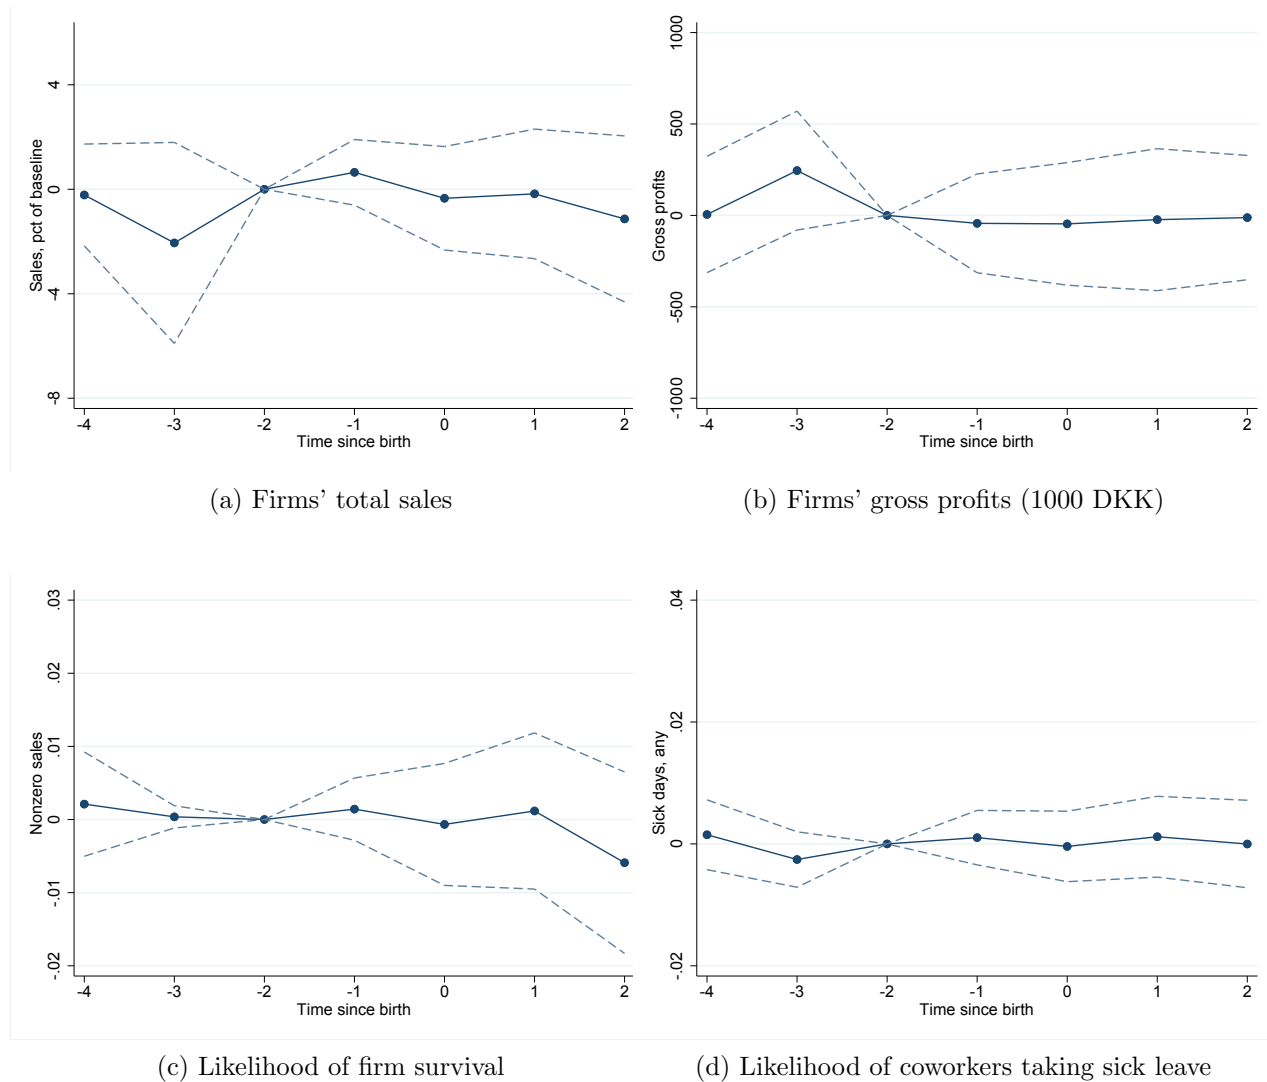 4
0
-4
-8
Sales, pct of baseline
-4 -3 -2 -1 0 1 2
Time since birth
(a) Firms' total sales
1000
500
0
-500
-1000
Gross profits
-4 -3 -2 -1 0 1 2
Time since birth
(b) Firms' gross profits (1000 DKK)
.03
.02
.01
0
-.01
-.02
Nonzero sales
-4 -3 -2 -1 0 1 2
Time since birth
(c) Likelihood of firm survival
.04
.02
0
-.02
Sick days, any
-4 -3 -2 -1 0 1 2
Time since birth
(d) Likelihood of coworkers taking sick leave